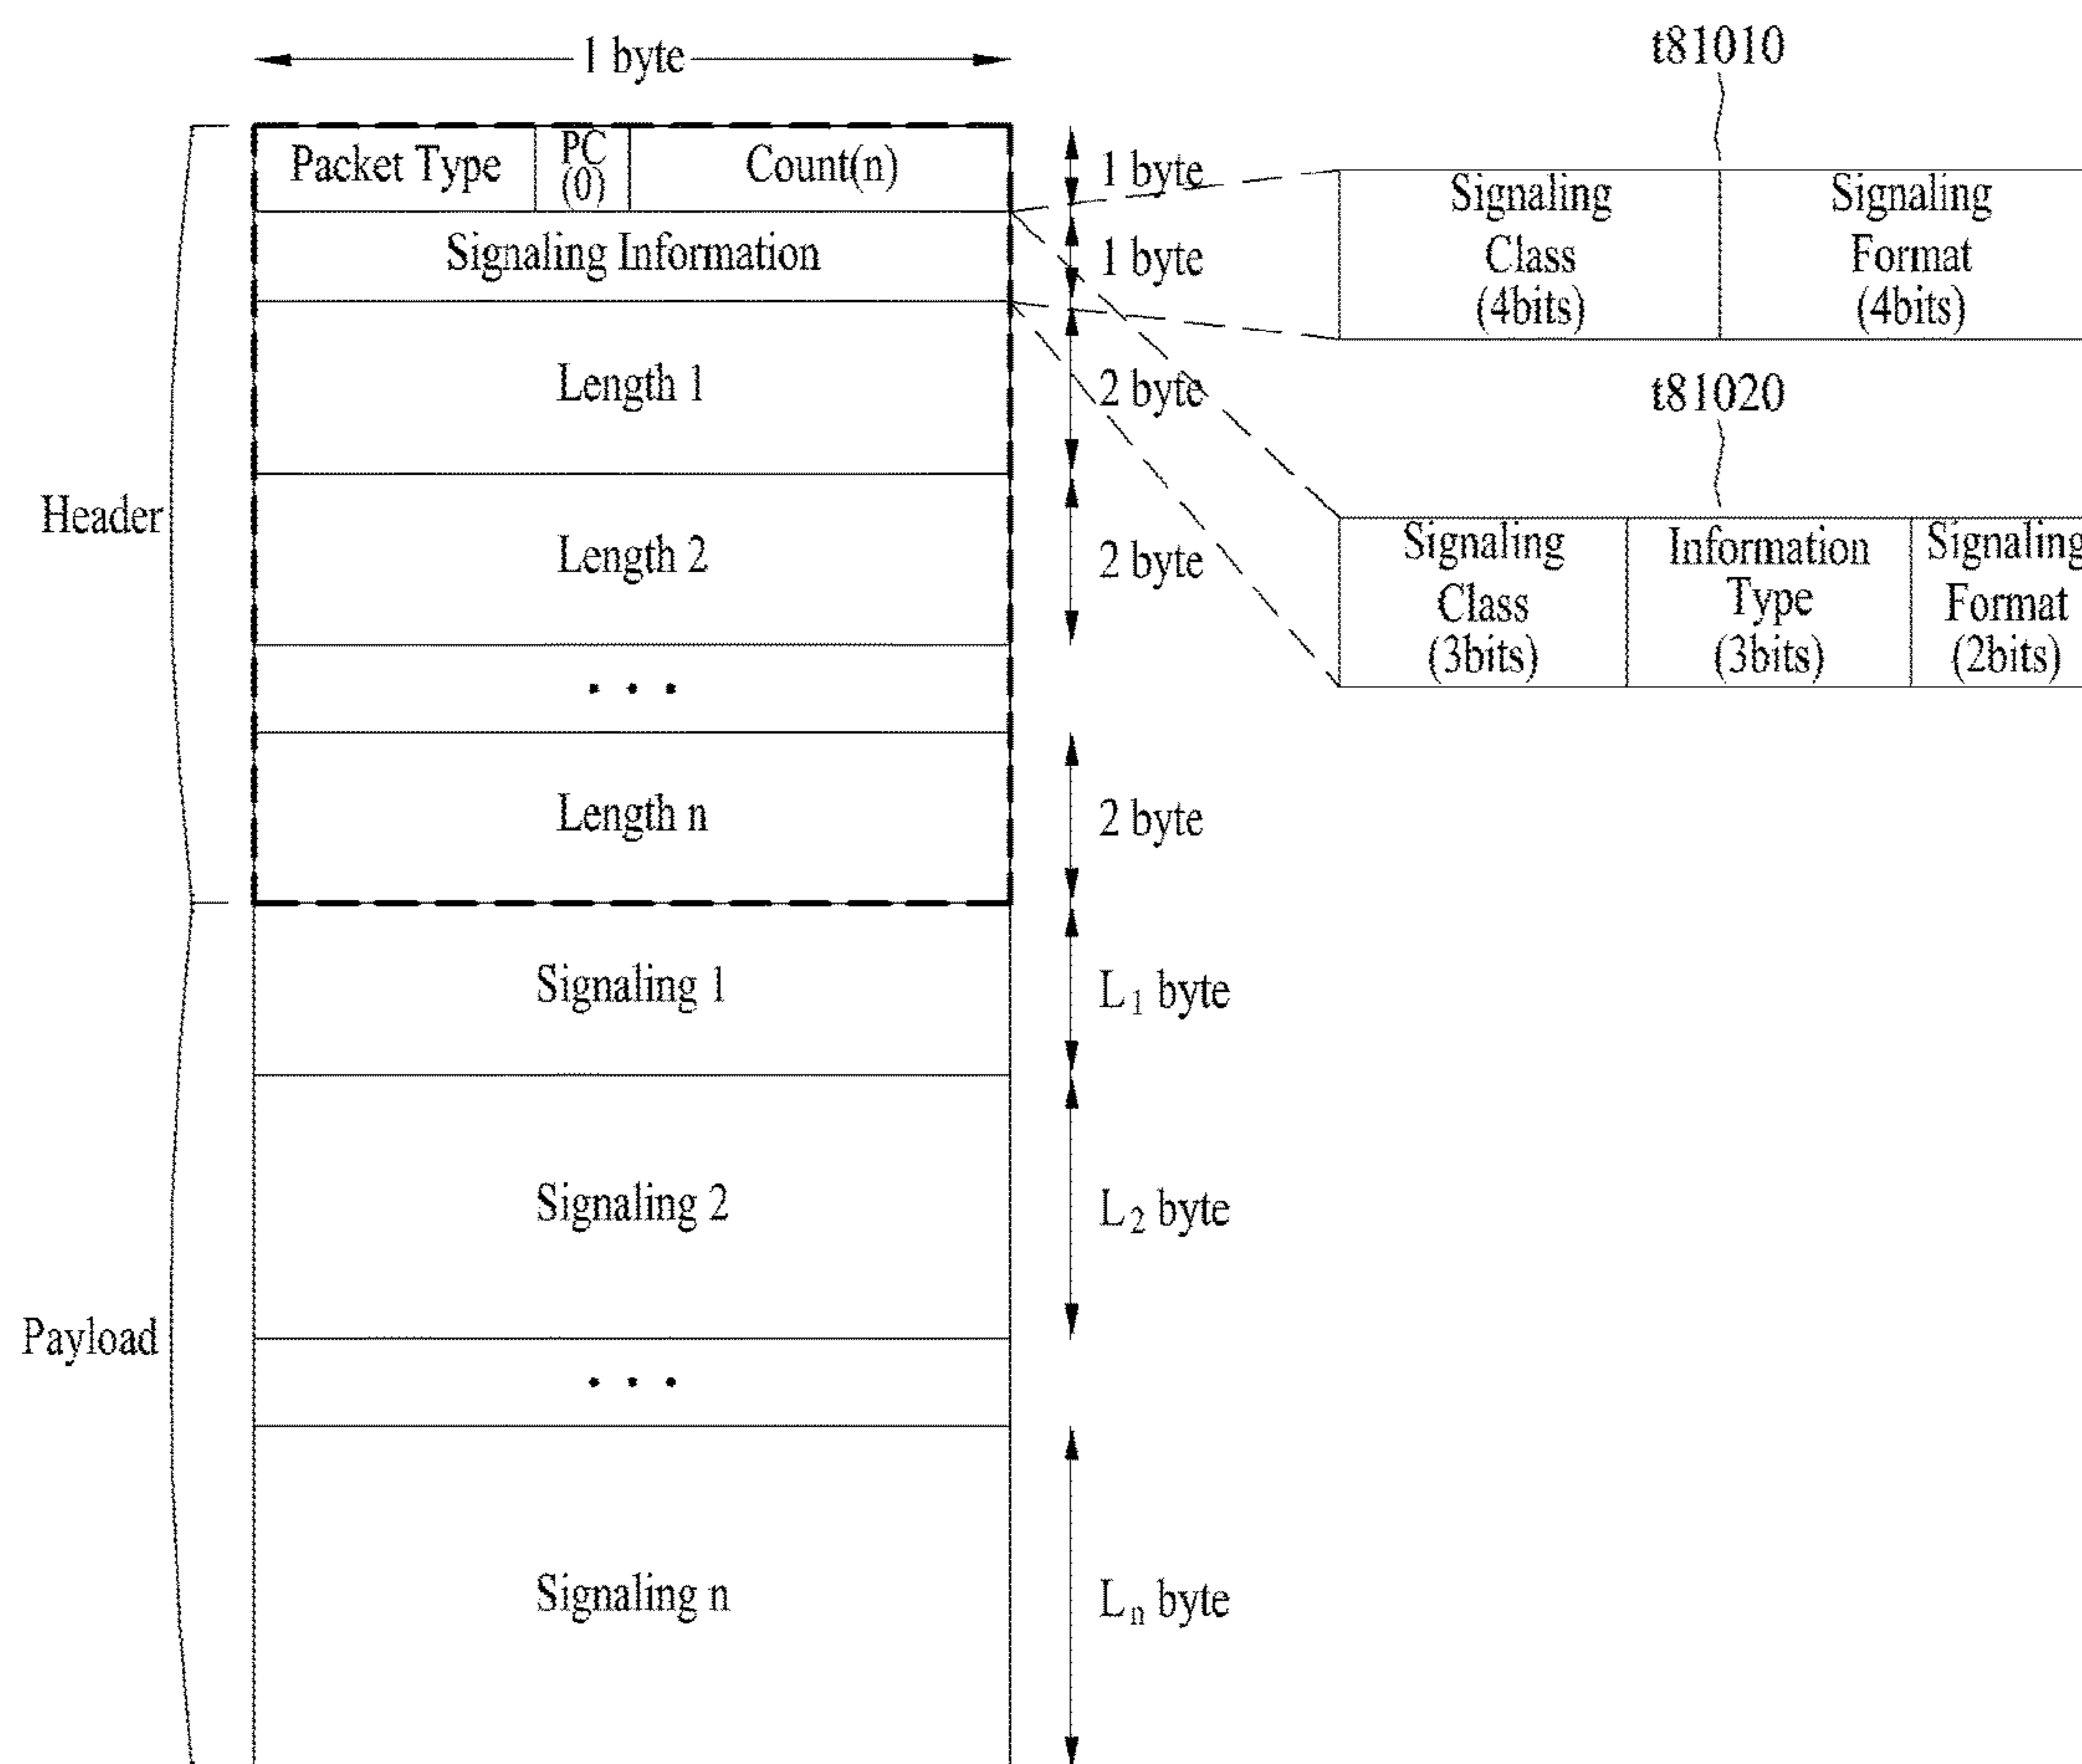 1 byte
t81010
Packet Type
PC
(0)
Count(n)
1 byte
Signaling
Class
(4bits)
Signaling
Format
(4bits)
Signaling Information
1 byte
Length 1
2 byte
t81020
Header
Length 2
2 byte
Signaling
Class
(3bits)
Information
Type
(3bits)
Signaling
Format
(2bits)
• • •
Length n
2 byte
Signaling 1
L₁ byte
Signaling 2
L₂ byte
Payload
• • •
Signaling n
Lₙ byte